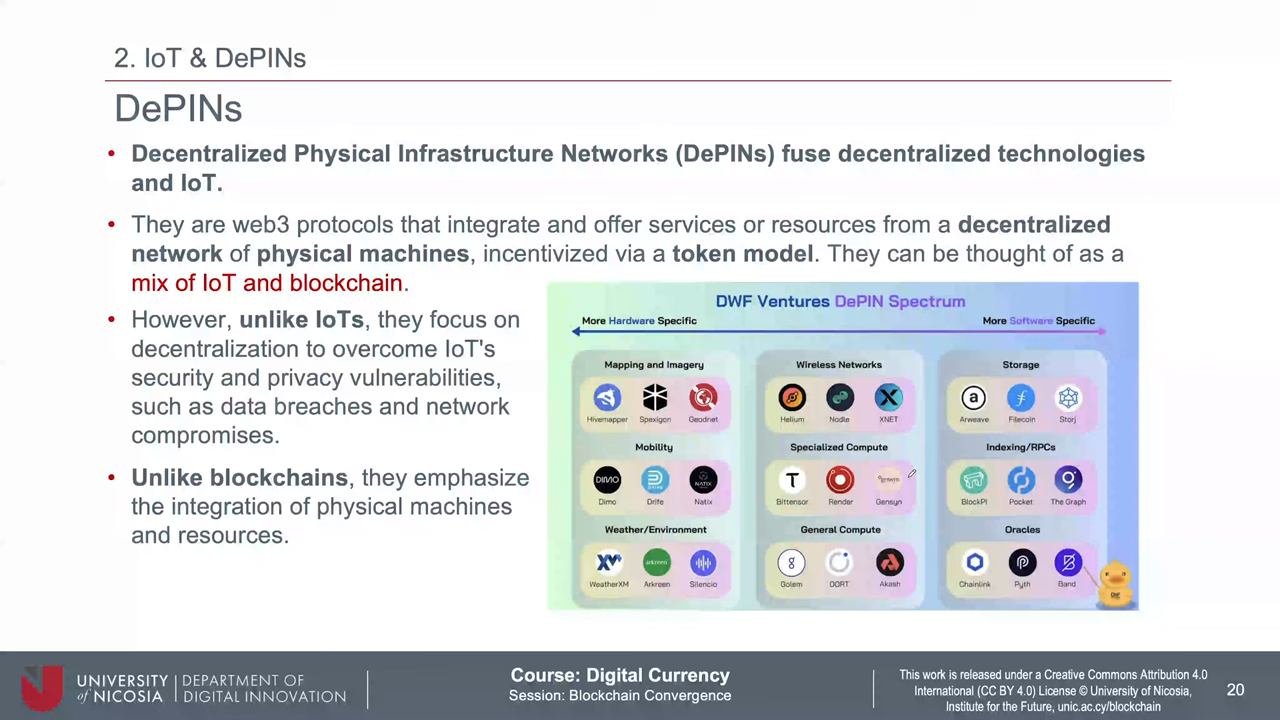 2. IoT & DePINs
DePINs
• Decentralized Physical Infrastructure Networks (DePINs) fuse decentralized technologies
and IoT.
• They are web3 protocols that integrate and offer services or resources from a decentralized
network of physical machines, incentivized via a token model. They can be thought of as a
mix of IoT and blockchain.
• However, unlike IoTs, they focus on
decentralization to overcome IoT's
security and privacy vulnerabilities,
such as data breaches and network
compromises.
• Unlike blockchains, they emphasize
the integration of physical machines
and resources.
DWF Ventures DePIN Spectrum
More Hardware Specific
More Software Specific
Mapping and Imagery
Hivemapper Spexigon Geodnet
Mobility
DIMO DRIFE NATIX
Dimo Drife Natix
Weather/Environment
arkreen
WeatherXM Arkreen Silencio
Wireless Networks
Helium Nodle XNET
Specialized Compute
Bittensor Render Gensyn
General Compute
Golem DORT Akash
Storage
a
Arweave Filecoin Storj
Indexing/RPCs
BlockPI Pocket The Graph
Oracles
Chainlink Pyth Band
UNIVERSITY
of NICOSIA
DEPARTMENT OF
DIGITAL INNOVATION
Course: Digital Currency
Session: Blockchain Convergence
This work is released under a Creative Commons Attribution 4.0
International (CC BY 4.0) License © University of Nicosia,
Institute for the Future, unic.ac.cy/blockchain
20